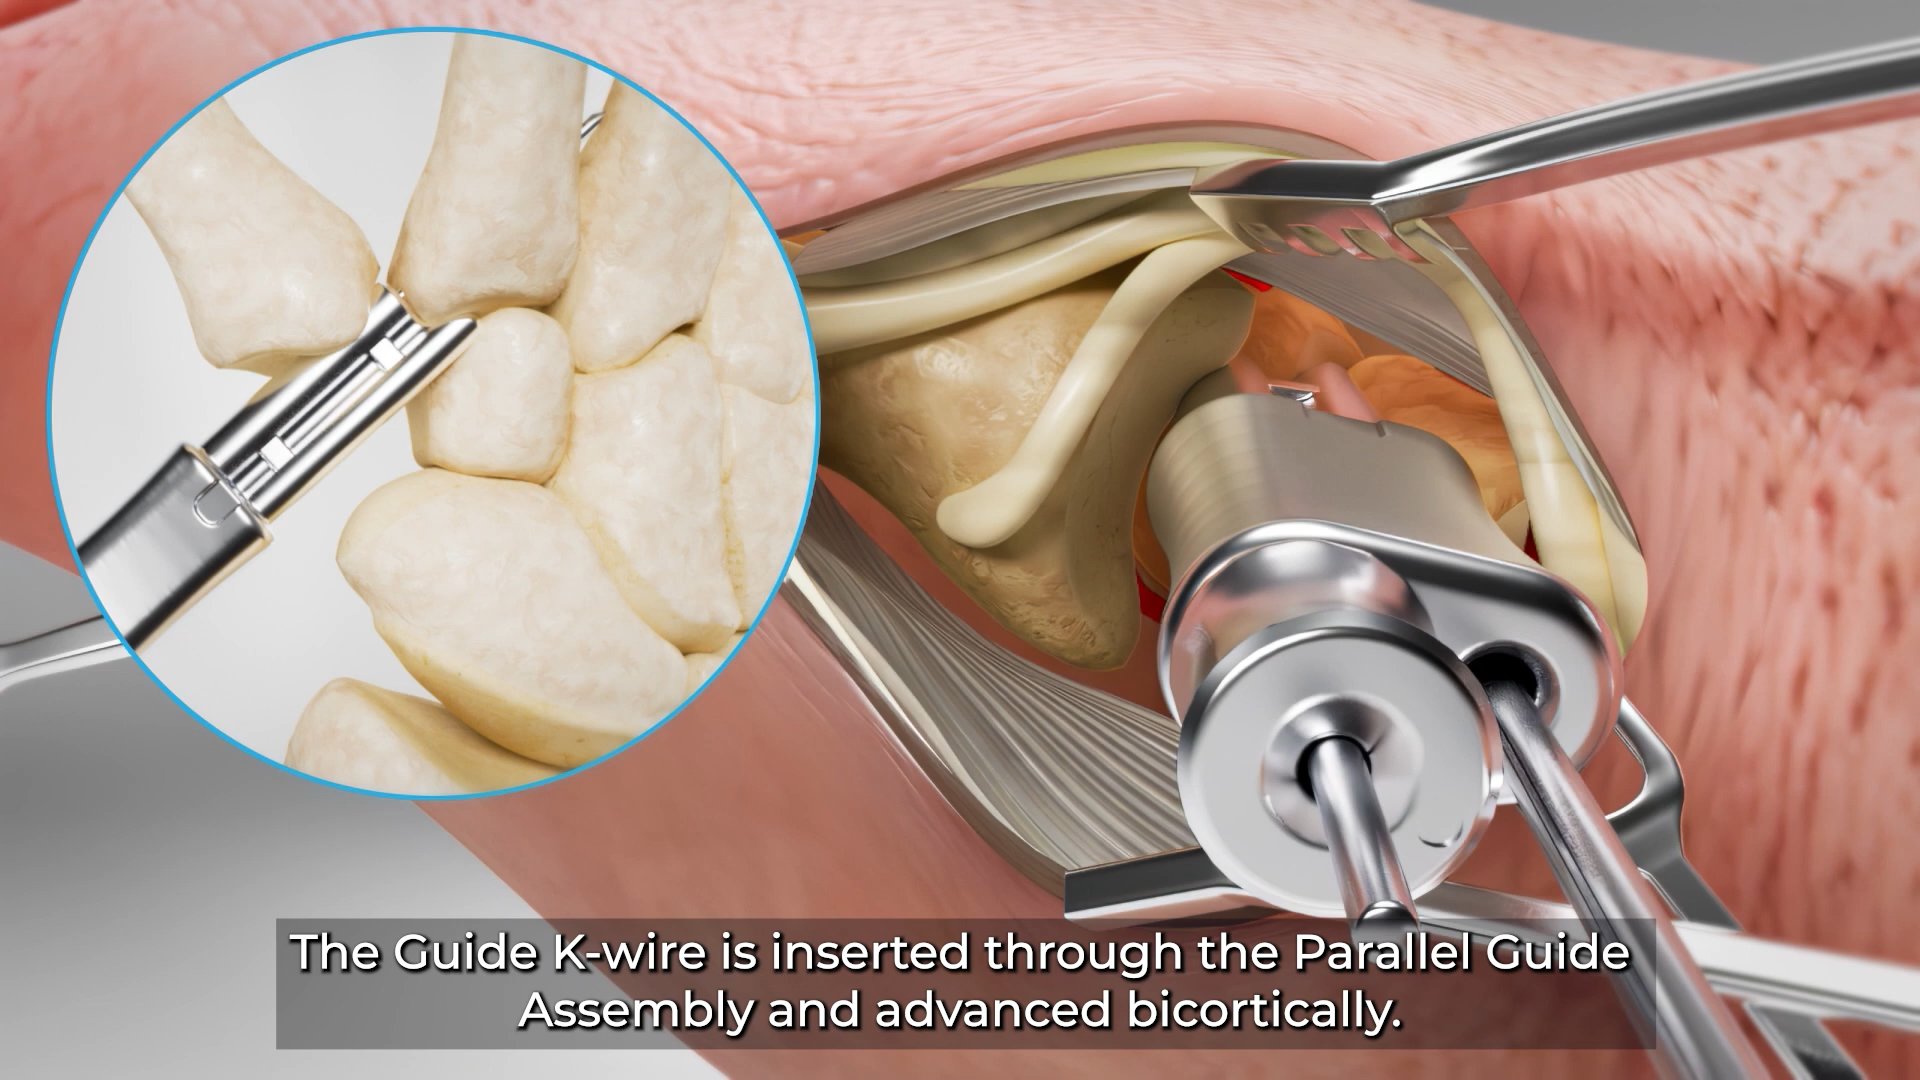 The Guide K-wire is inserted through the Parallel Guide
Assembly and advanced bicortically.